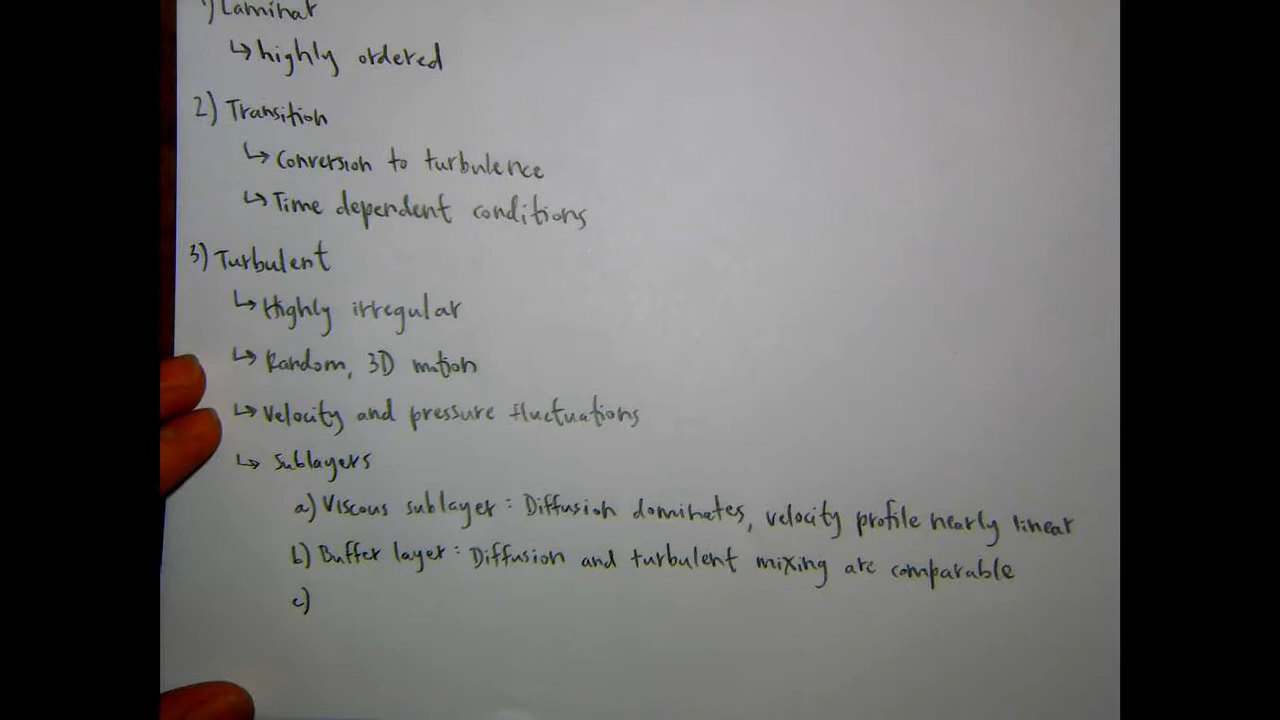 1) Laminar
↳ highly ordered
2) Transition
↳ Conversion to turbulence
↳ Time dependent conditions
3) Turbulent
↳ Highly irregular
↳ Random, 3D motion
↳ Velocity and pressure fluctuations
↳ Sublayers
a) Viscous sublayer: Diffusion dominates, velocity profile nearly linear
b) Buffer layer: Diffusion and turbulent mixing are comparable
c)